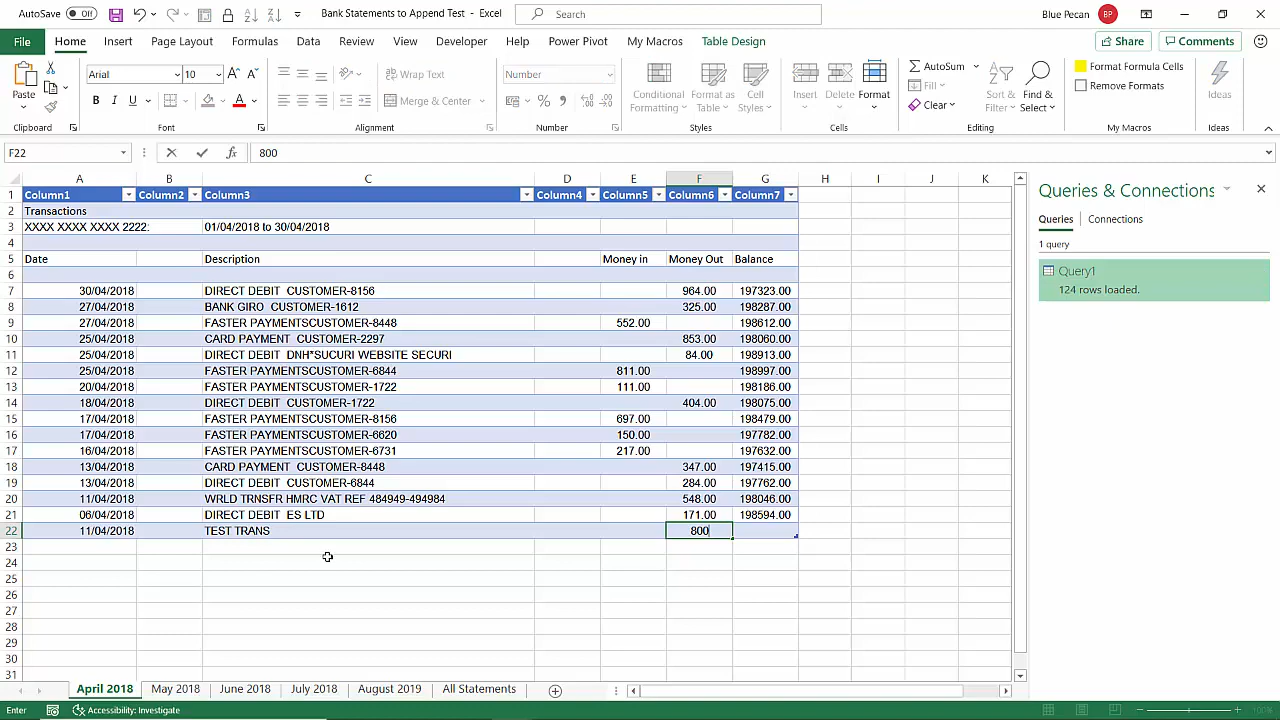 AutoSave Off Bank Statements to Append Test - Excel Search Blue Pecan BP
File Home Insert Page Layout Formulas Data Review View Developer Help Power Pivot My Macros Table Design Share Comments
Paste Arial 10 A A Wrap Text Number Conditional Formatting Format as Table Cell Styles Insert Delete Format AutoSum Fill Clear Sort & Filter Find & Select Format Formula Cells Remove Formats Ideas
B I U A Merge & Center
Clipboard Font Alignment Number Styles Cells Editing My Macros Ideas
F22 fx 800
A B C D E F G H I J K
1 Column1 Column2 Column3 Column4 Column5 Column6 Column7
2 Transactions
3 XXXX XXXX XXXX 2222: 01/04/2018 to 30/04/2018
4
5 Date Description Money in Money Out Balance
6
7 30/04/2018 DIRECT DEBIT CUSTOMER-8156 964.00 197323.00
8 27/04/2018 BANK GIRO CUSTOMER-1612 325.00 198287.00
9 27/04/2018 FASTER PAYMENTSCUSTOMER-8448 552.00 198612.00
10 25/04/2018 CARD PAYMENT CUSTOMER-2297 853.00 198060.00
11 25/04/2018 DIRECT DEBIT DNH*SUCURI WEBSITE SECURI 84.00 198913.00
12 25/04/2018 FASTER PAYMENTSCUSTOMER-6844 811.00 198997.00
13 20/04/2018 FASTER PAYMENTSCUSTOMER-1722 111.00 198186.00
14 18/04/2018 DIRECT DEBIT CUSTOMER-1722 404.00 198075.00
15 17/04/2018 FASTER PAYMENTSCUSTOMER-8156 697.00 198479.00
16 17/04/2018 FASTER PAYMENTSCUSTOMER-6620 150.00 197782.00
17 16/04/2018 FASTER PAYMENTSCUSTOMER-6731 217.00 197632.00
18 13/04/2018 CARD PAYMENT CUSTOMER-8448 347.00 197415.00
19 13/04/2018 DIRECT DEBIT CUSTOMER-6844 284.00 197762.00
20 11/04/2018 WRLD TRNSFR HMRC VAT REF 484949-494984 548.00 198046.00
21 06/04/2018 DIRECT DEBIT ES LTD 171.00 198594.00
22 11/04/2018 TEST TRANS 800
23
24
25
26
27
28
29
30
31
Queries & Connections
Queries Connections
1 query
Query1
124 rows loaded.
April 2018 May 2018 June 2018 July 2018 August 2019 All Statements
Enter Accessibility: Investigate 100%